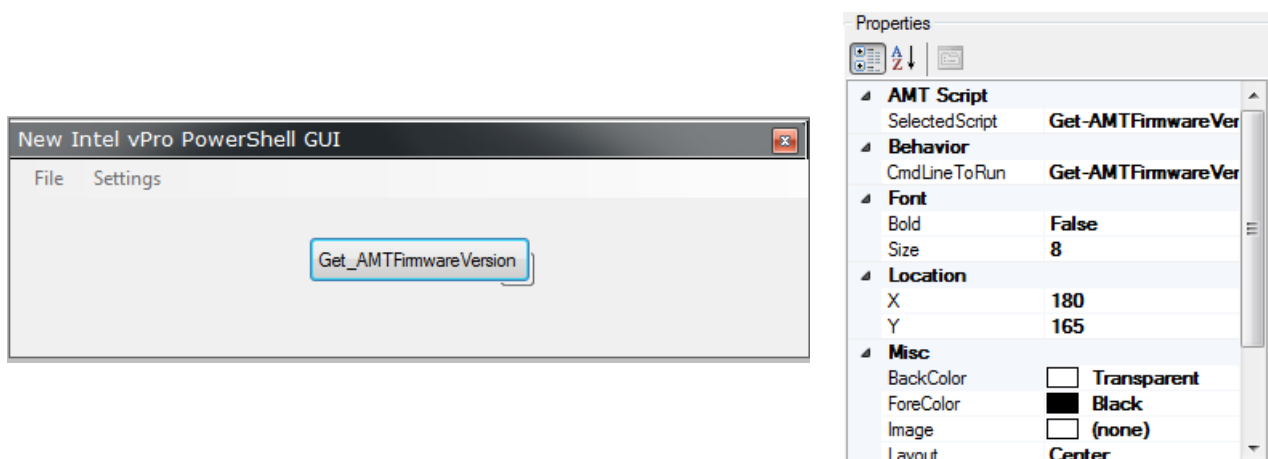 New Intel vPro PowerShell GUI
File Settings
Get_AMTFirmwareVersion
Properties
AMT Script
SelectedScript Get-AMTFirmwareVer
Behavior
CmdLineToRun Get-AMTFirmwareVer
Font
Bold False
Size 8
Location
X 180
Y 165
Misc
BackColor Transparent
ForeColor Black
Image (none)
Layout Center